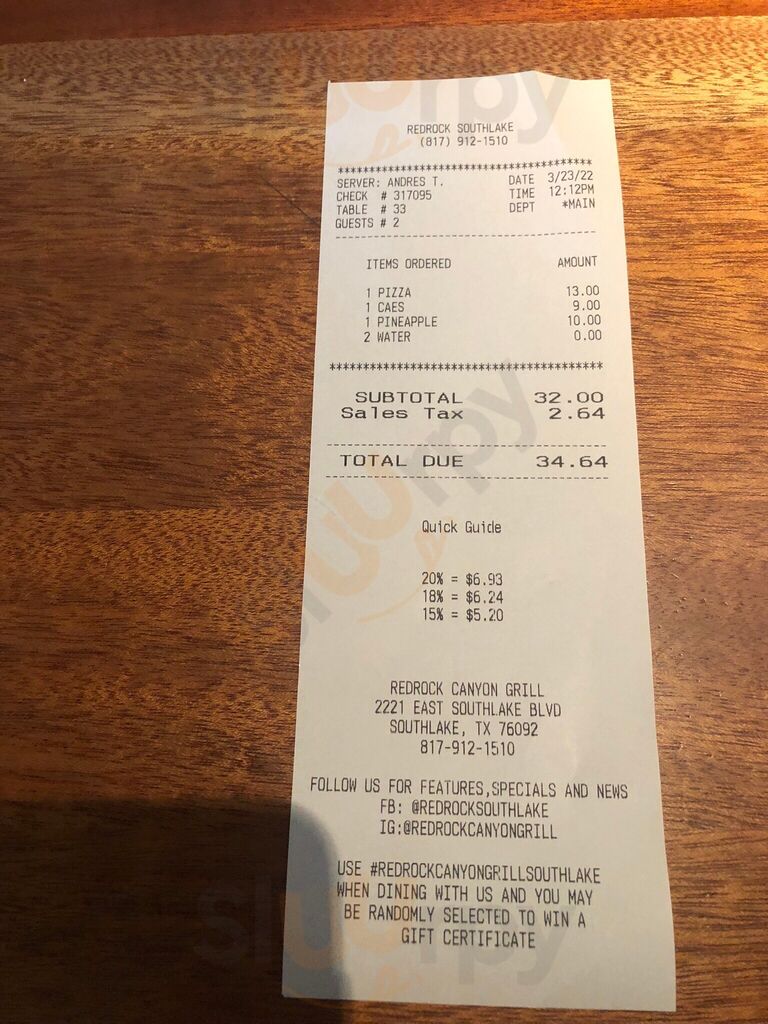 REDROCK SOUTHLAKE
(817) 912-1510
****************************************
SERVER: ANDRES T. DATE 3/23/22
CHECK # 317095 TIME 12:12PM
TABLE # 33 DEPT *MAIN
GUESTS # 2
----------------------------------------
ITEMS ORDERED AMOUNT
1 PIZZA 13.00
1 CAES 9.00
1 PINEAPPLE 10.00
2 WATER 0.00
****************************************
SUBTOTAL 32.00
Sales Tax 2.64
----------------------------------------
TOTAL DUE 34.64
----------------------------------------
Quick Guide
20% = $6.93
18% = $6.24
15% = $5.20
REDROCK CANYON GRILL
2221 EAST SOUTHLAKE BLVD
SOUTHLAKE, TX 76092
817-912-1510
FOLLOW US FOR FEATURES,SPECIALS AND NEWS
FB: @REDROCKSOUTHLAKE
IG:@REDROCKCANYONGRILL
USE #REDROCKCANYONGRILLSOUTHLAKE
WHEN DINING WITH US AND YOU MAY
BE RANDOMLY SELECTED TO WIN A
GIFT CERTIFICATE
Sluurpy
Sluurpy
Sluurpy